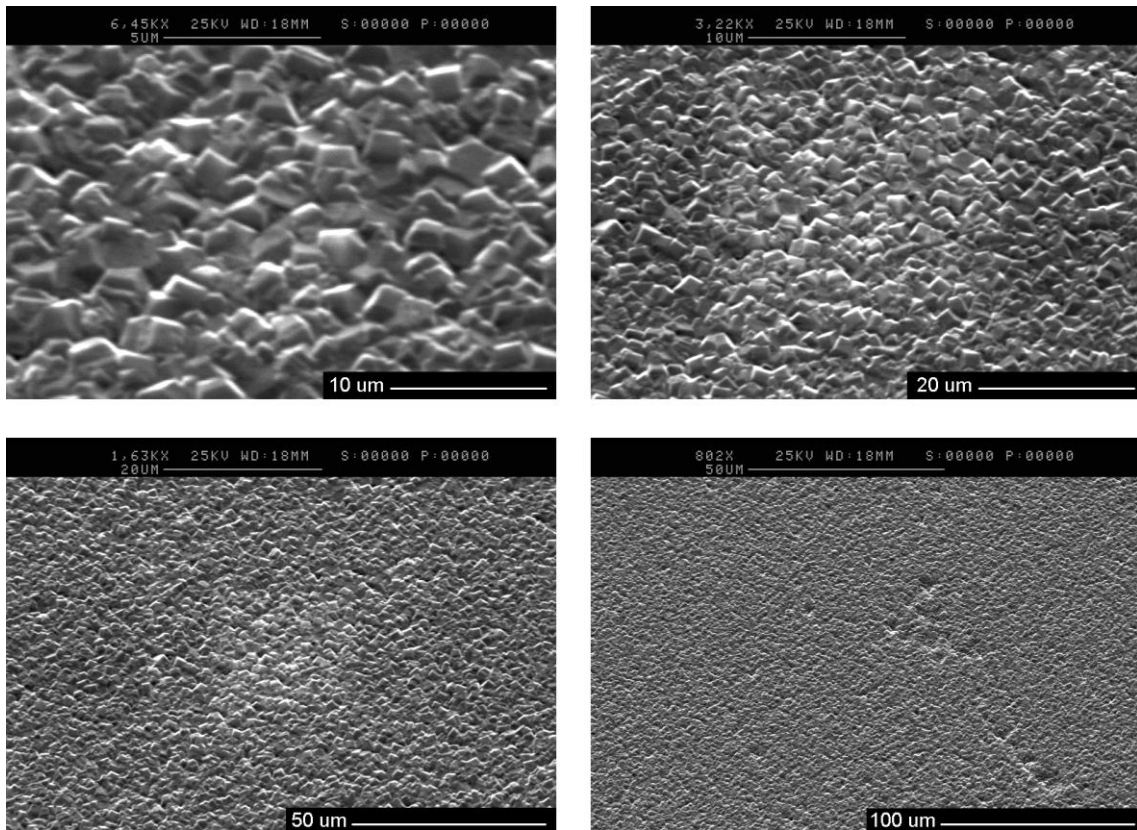 6,45KX 25KV WD:18MM S:00000 P:00000
5UM
10 um
3,22KX 25KV WD:18MM S:00000 P:00000
10UM
20 um
1,63KX 25KV WD:18MM S:00000 P:00000
20UM
50 um
802X 25KV WD:18MM S:00000 P:00000
50UM
100 um